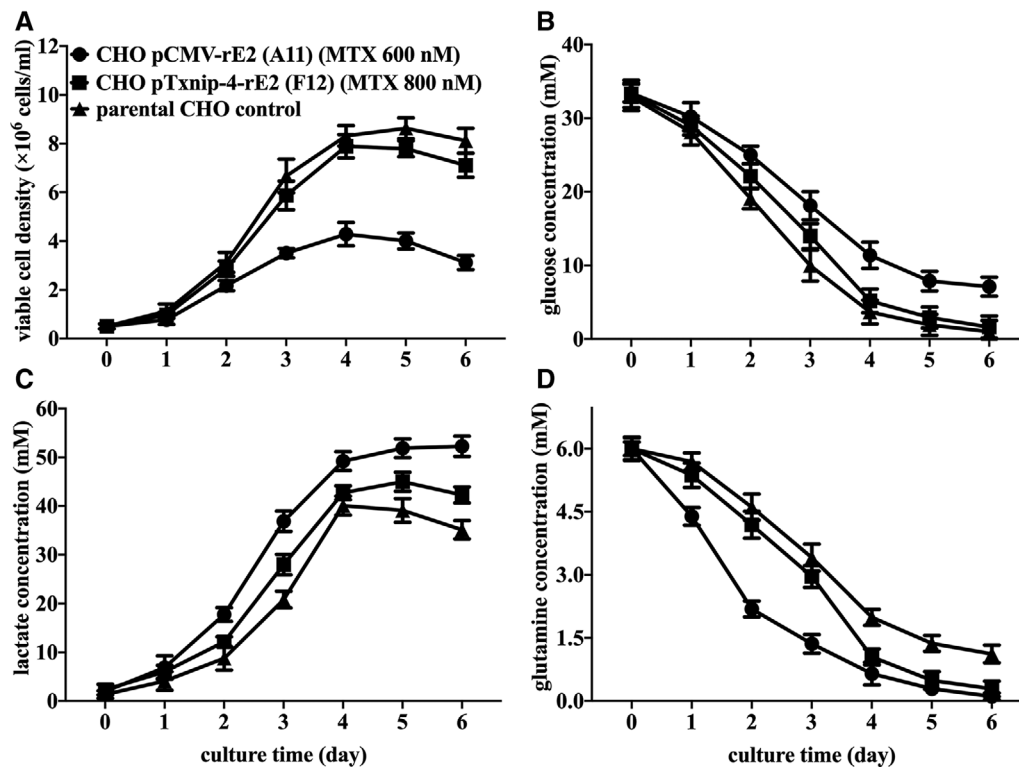 A
viable cell density (×10⁶ cells/ml)
12
10
8
6
4
2
0
CHO pCMV-rE2 (A11) (MTX 600 nM)
CHO pTxnip-4-rE2 (F12) (MTX 800 nM)
parental CHO control
0 1 2 3 4 5 6
B
glucose concentration (mM)
40
30
20
10
0
0 1 2 3 4 5 6
C
lactate concentration (mM)
60
50
40
30
20
10
0
0 1 2 3 4 5 6
culture time (day)
D
glutamine concentration (mM)
6.0
4.5
3.0
1.5
0.0
0 1 2 3 4 5 6
culture time (day)